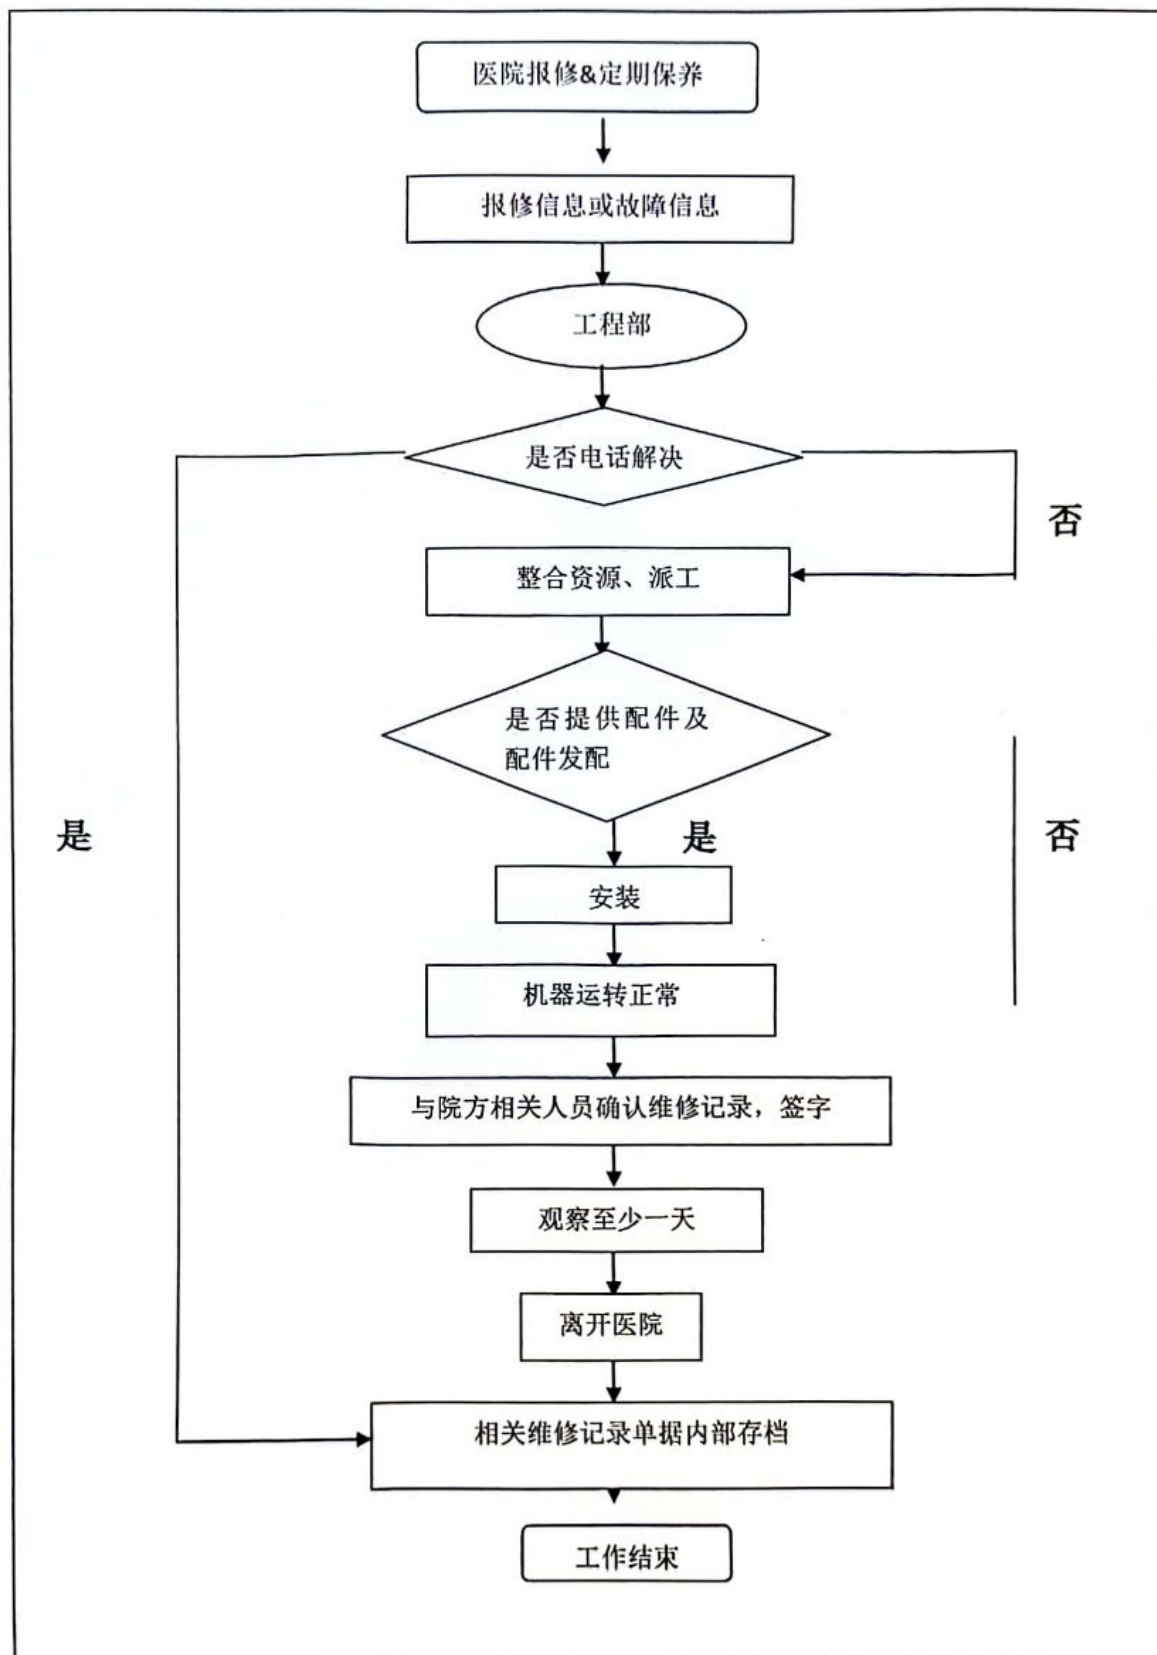 医院报修&定期保养
报修信息或故障信息
工程部
是否电话解决
否
整合资源、派工
是否提供配件及
配件发配
是
是
否
安装
机器运转正常
与院方相关人员确认维修记录，签字
观察至少一天
离开医院
相关维修记录单据内部存档
工作结束